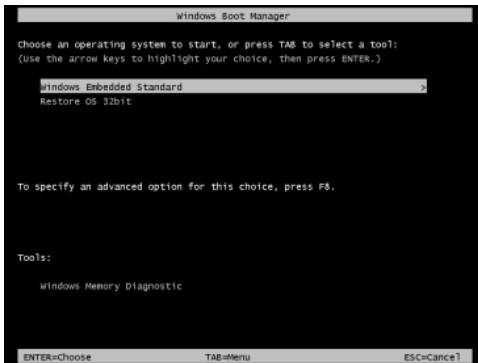 Windows Boot Manager
Choose an operating system to start, or press TAB to select a tool:
(Use the arrow keys to highlight your choice, then press ENTER.)
Windows Embedded Standard >
Restore OS 32bit
To specify an advanced option for this choice, press F8.
Tools:
Windows Memory Diagnostic
ENTER=Choose TAB=Menu ESC=Cancel